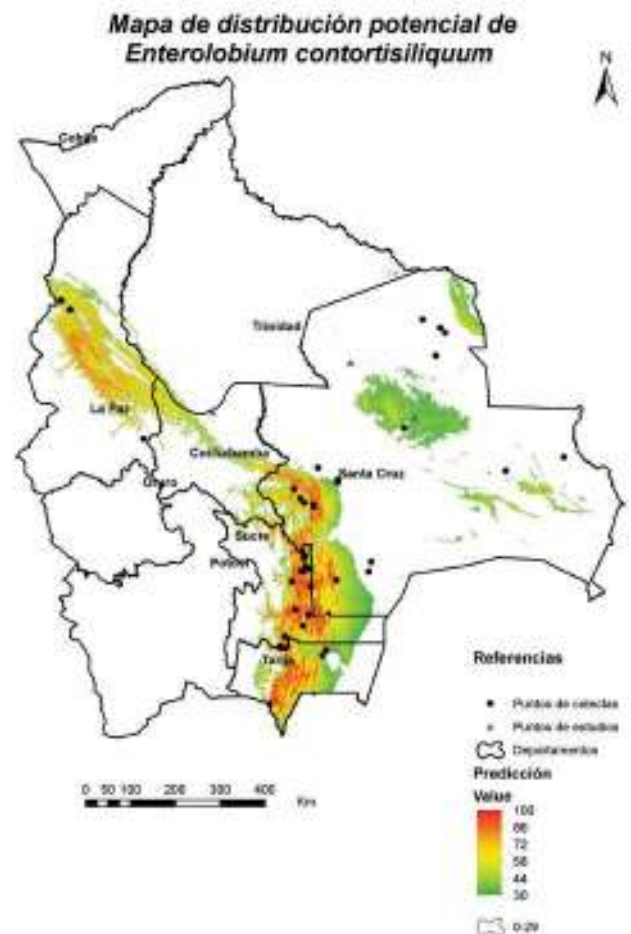 Mapa de distribución potencial de
Enterolobium contortisiliquum
N
Cobija
Trinidad
La Paz
Cochabamba
Santa Cruz
Oruro
Sucre
Potosí
Tarija
Referencias
Puntos de colectas
Puntos de estudios
Departamentos
Predicción
Value
100
86
72
58
44
30
0-29
0 50 100 200 300 400
Km